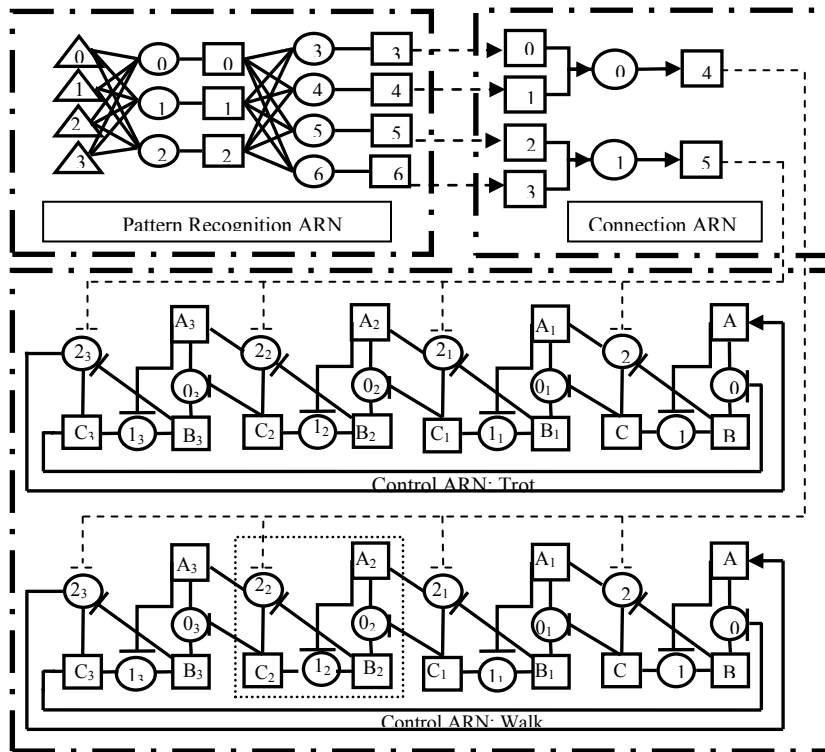 0 0 0 3 3 0 0 4
1 1 1 4 4 1
2 2 2 5 5 2 1 5
3 6 6 3
Pattern Recognition ARN Connection ARN
A₃ A₂ A₁ A
2₃ 2₂ 2₁ 2
0₃ 0₂ 0₁ 0
C₃ 1₃ B₃ C₂ 1₂ B₂ C₁ 1₁ B₁ C 1 B
Control ARN: Trot
A₃ A₂ A₁ A
2₃ 2₂ 2₁ 2
0₃ 0₂ 0₁ 0
C₃ 1₃ B₃ C₂ 1₂ B₂ C₁ 1₁ B₁ C 1 B
Control ARN: Walk